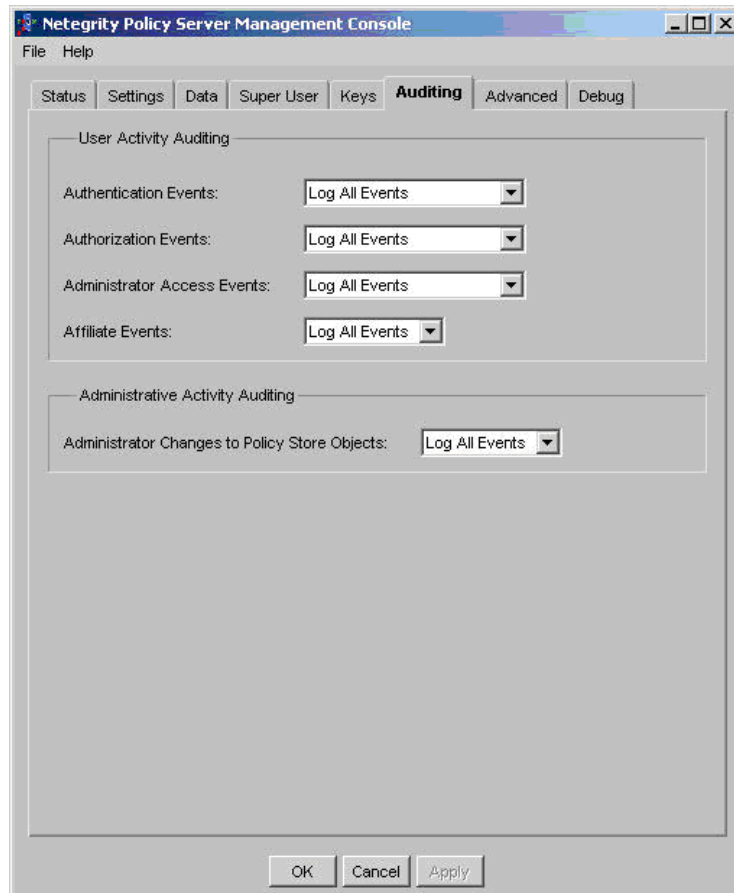 Netegrity Policy Server Management Console
File Help
Status Settings Data Super User Keys Auditing Advanced Debug
User Activity Auditing
Authentication Events: Log All Events
Authorization Events: Log All Events
Administrator Access Events: Log All Events
Affiliate Events: Log All Events
Administrative Activity Auditing
Administrator Changes to Policy Store Objects: Log All Events
OK Cancel Apply